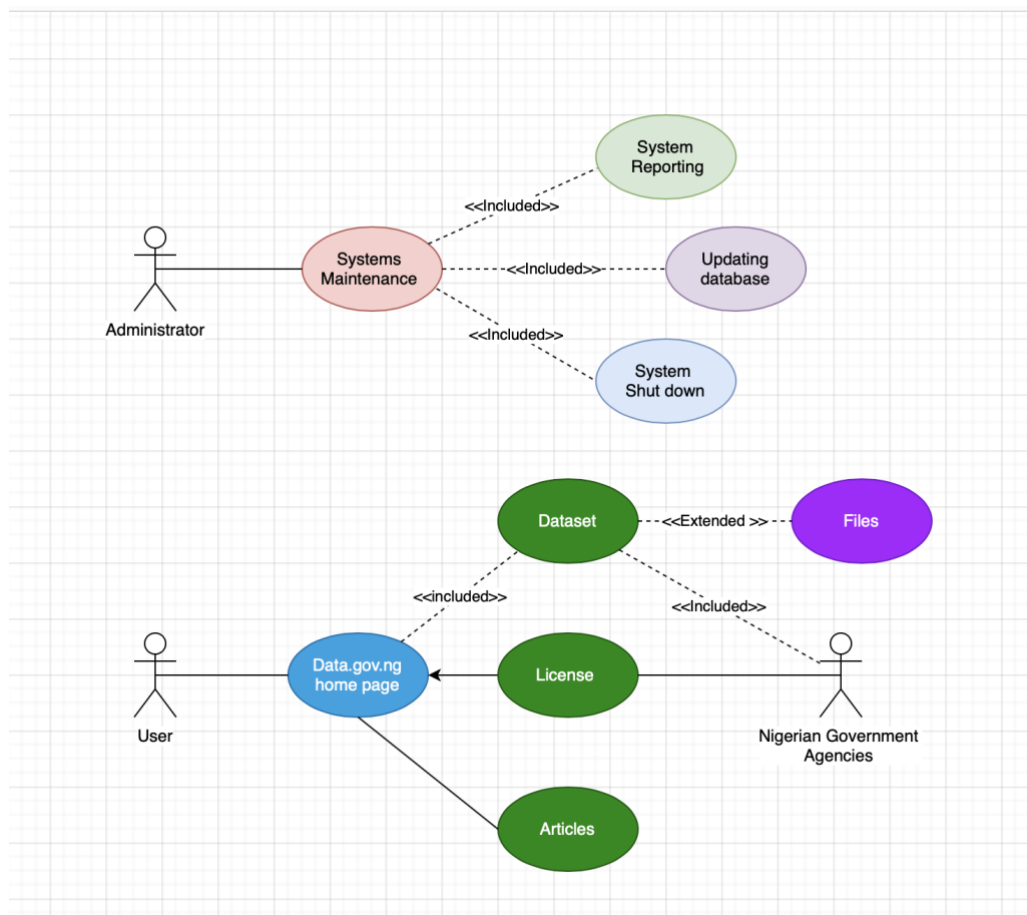 System
Reporting
<<Included>>
Systems
Maintenance
<<Included>>
Updating
database
Administrator
<<Included>>
System
Shut down
Dataset
<<Extended >>
Files
<<included>>
<<Included>>
Data.gov.ng
home page
License
User
Nigerian Government
Agencies
Articles